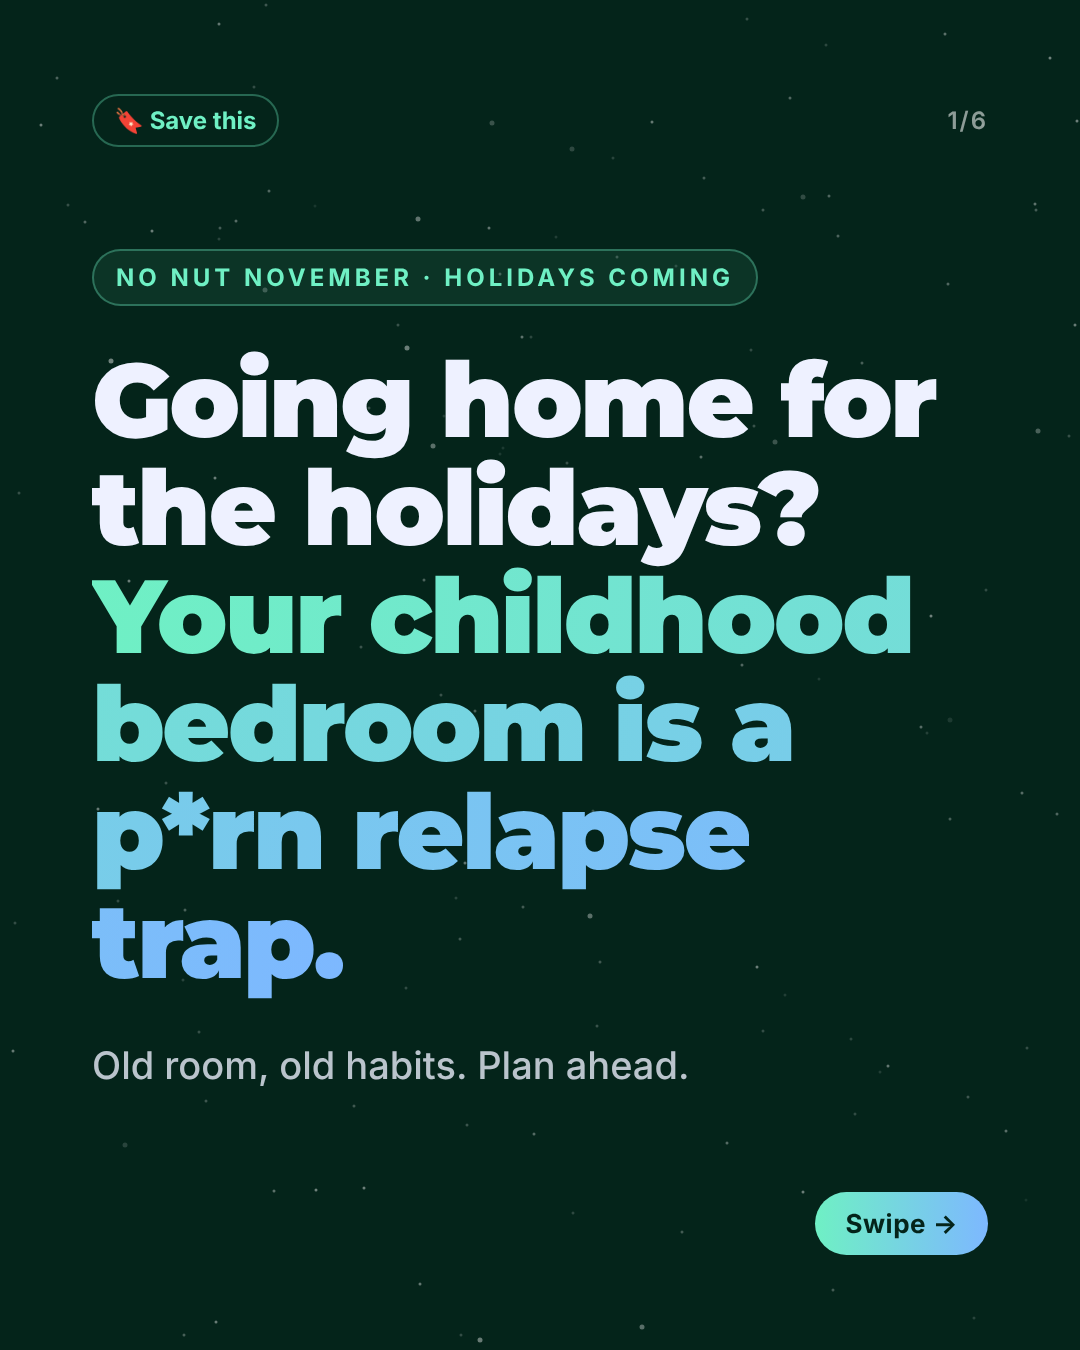 🔖 Save this
1/6
NO NUT NOVEMBER · HOLIDAYS COMING
Going home for
the holidays?
Your childhood
bedroom is a
p*rn relapse
trap.
Old room, old habits. Plan ahead.
Swipe →